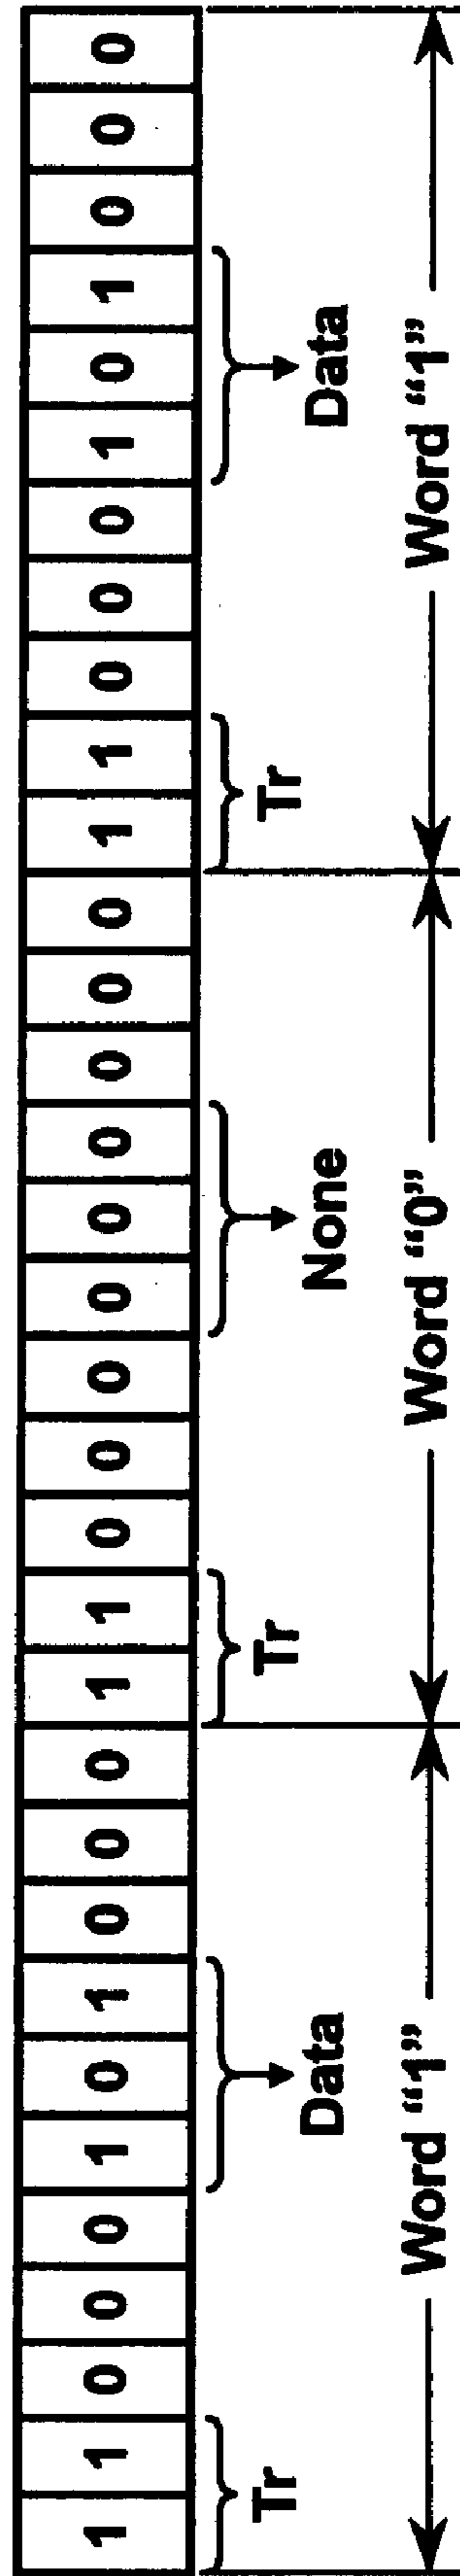 1 1 0 0 0 1 0 1 0 0 0 1 1 0 0 0 0 0 0 0 0 0 1 1 0 0 0 1 0 1 0 0 0
Tr Data Tr None Tr Data
Word “1” Word “0” Word “1”